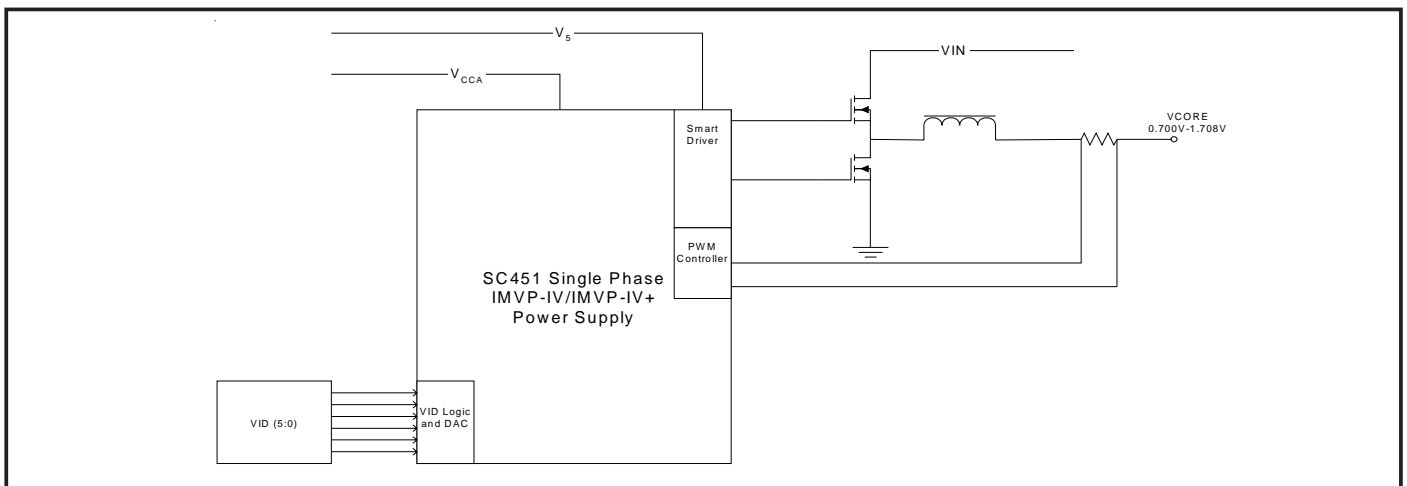 V5
VIN
VCCA
VCORE
0.700V-1.708V
Smart
Driver
PWM
Controller
SC451 Single Phase
IMVP-IV/IMVP-IV+
Power Supply
VID (5:0)
VID Logic
and DAC